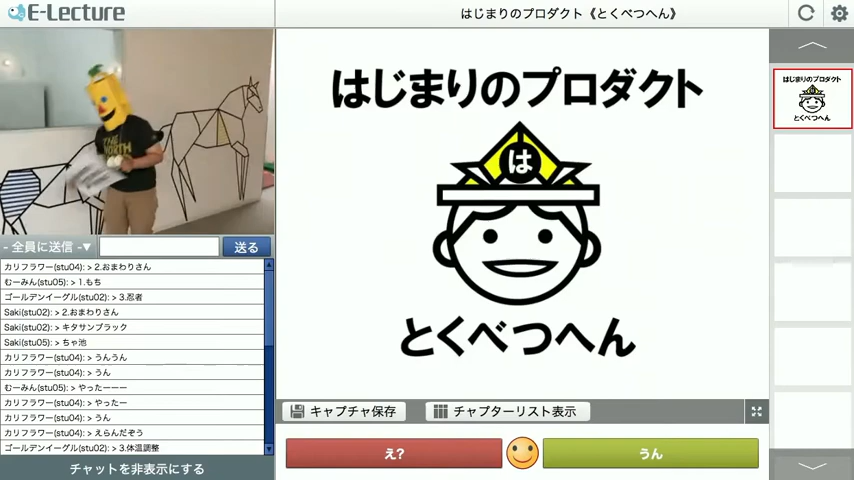 E-Lecture
はじまりのプロダクト《とくべつへん》
THE
NORTH
- 全員に送信 -▼
送る
カリフラワー(stu04): > 2.おまわりさん
むーみん(stu05): > 1.もち
ゴールデンイーグル(stu02): > 3.忍者
Saki(stu02): > 2.おまわりさん
Saki(stu02): > キタサンブラック
Saki(stu05): > ちゃ池
カリフラワー(stu04): > うんうん
カリフラワー(stu04): > うん
むーみん(stu05): > やったーーー
カリフラワー(stu04): > やったー
カリフラワー(stu04): > うん
カリフラワー(stu04): > えらんだぞう
ゴールデンイーグル(stu02): > 3.体温調整
チャットを非表示にする
はじまりのプロダクト
は
とくべつへん
キャプチャ保存
チャプターリスト表示
え?
うん
はじまりのプロダクト
は
とくべつへん